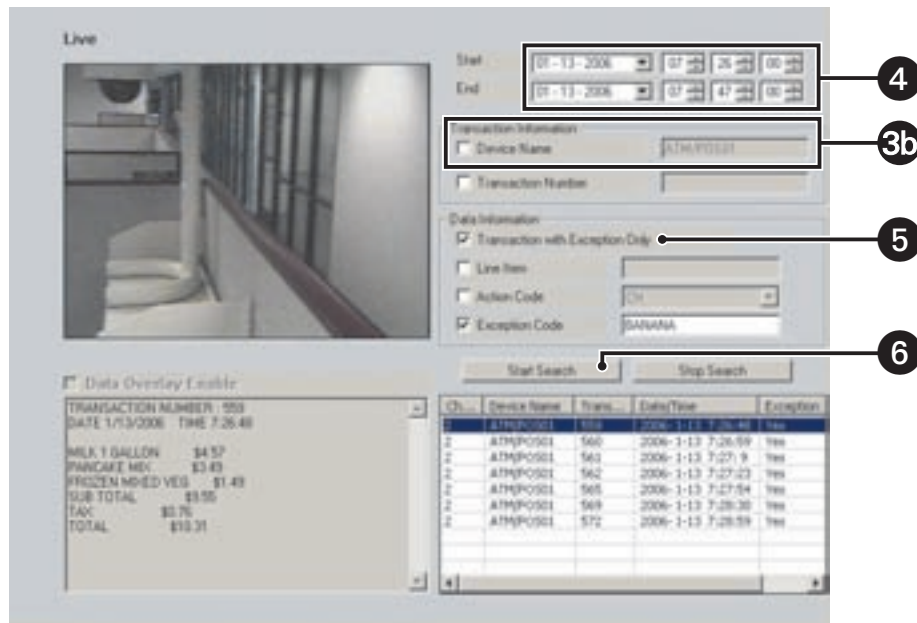 Live
Start 01-13-2006 07 26 00
End 01-13-2006 07 47 00
4
Transaction Information
Device Name ATM/POS01
3b
Transaction Number
Data Information
Transaction with Exception Only
5
Line Item
Action Code CH
Exception Code BANANA
6
Start Search Stop Search
Data Overlay Enable
TRANSACTION NUMBER : 559
DATE 1/13/2006 TIME 7:26:48
MILK 1 GALLON $4.57
PANCAKE MIX $3.49
FROZEN MIXED VEG $1.49
SUB TOTAL $9.55
TAX $0.76
TOTAL $10.31
Ch... Device Name Trans... Date/Time Exception
2 ATM/POS01 559 2006- 1-13 7:26:48 Yes
2 ATM/POS01 560 2006- 1-13 7:26:59 Yes
2 ATM/POS01 561 2006- 1-13 7:27: 9 Yes
2 ATM/POS01 562 2006- 1-13 7:27:23 Yes
2 ATM/POS01 565 2006- 1-13 7:27:54 Yes
2 ATM/POS01 569 2006- 1-13 7:28:30 Yes
2 ATM/POS01 572 2006- 1-13 7:28:59 Yes